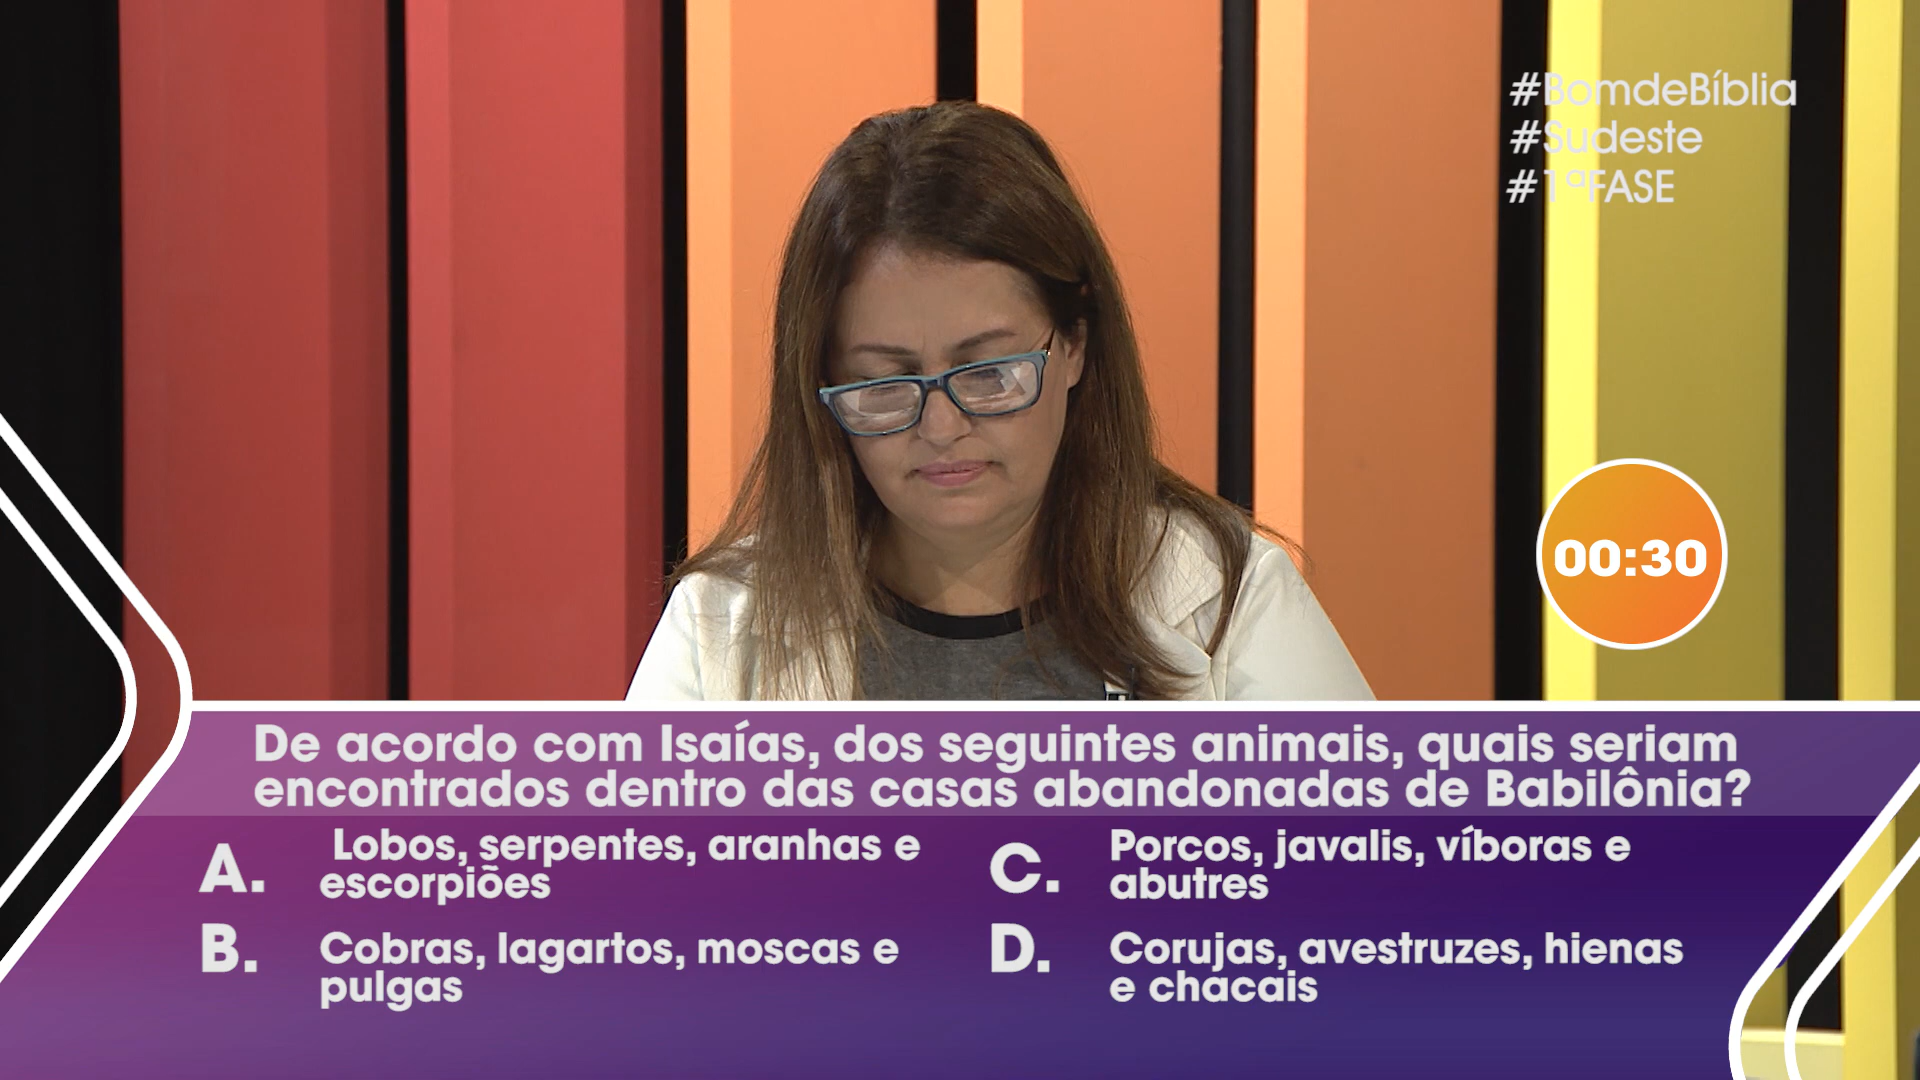 #BomdeBíblia
#Sudeste
#1ªFASE
00:30
De acordo com Isaías, dos seguintes animais, quais seriam
encontrados dentro das casas abandonadas de Babilônia?
A. Lobos, serpentes, aranhas e
escorpiões
B. Cobras, lagartos, moscas e
pulgas
C. Porcos, javalis, víboras e
abutres
D. Corujas, avestruzes, hienas
e chacais